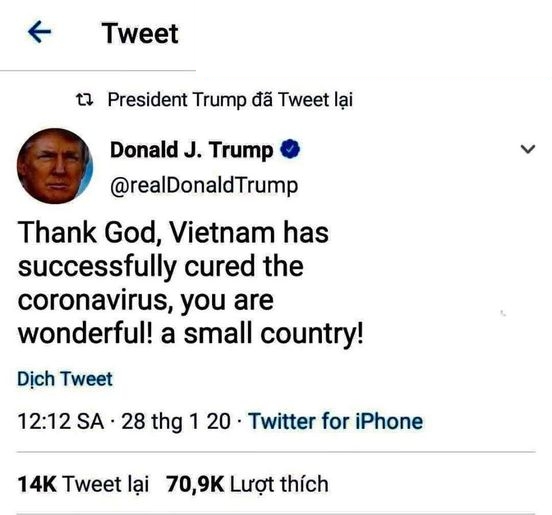 Tweet
President Trump đã Tweet lại
Donald J. Trump
@realDonaldTrump
Thank God, Vietnam has
successfully cured the
coronavirus, you are
wonderful! a small country!
Dịch Tweet
12:12 SA · 28 thg 1 20 · Twitter for iPhone
14K Tweet lại 70,9K Lượt thích